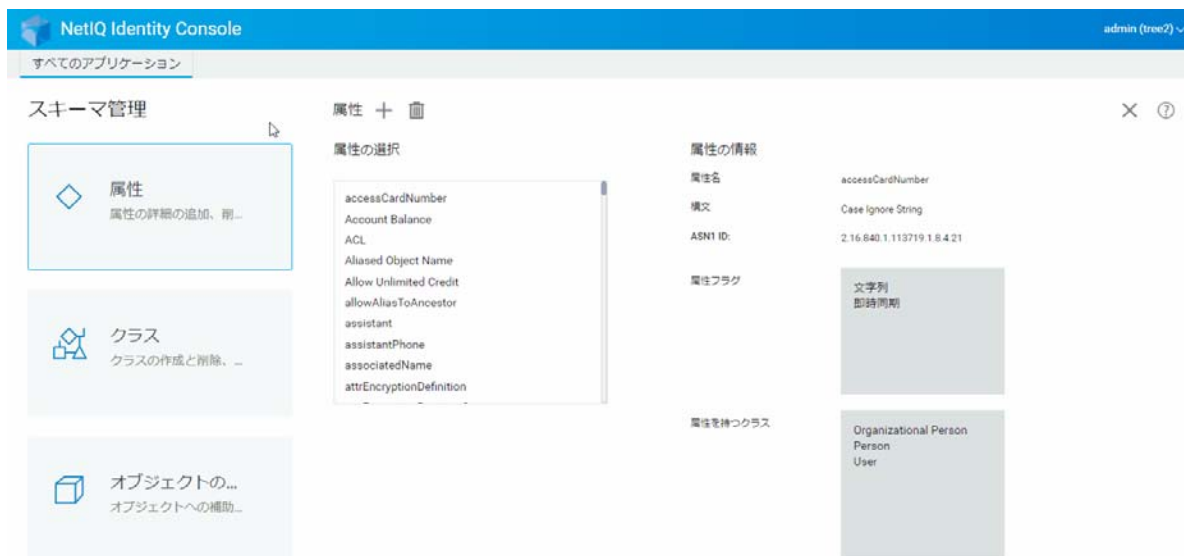 NetIQ Identity Console
admin (tree2)
すべてのアプリケーション
スキーマ管理
属性
属性の詳細の追加、削...
クラス
クラスの作成と削除、...
オブジェクトの...
オブジェクトへの補助...
属性
属性の選択
accessCardNumber
Account Balance
ACL
Aliased Object Name
Allow Unlimited Credit
allowAliasToAncestor
assistant
assistantPhone
associatedName
attrEncryptionDefinition
属性の情報
属性名 accessCardNumber
構文 Case Ignore String
ASN1 ID: 2.16.840.1.113719.1.8.4.21
属性フラグ
文字列
即時同期
属性を持つクラス
Organizational Person
Person
User